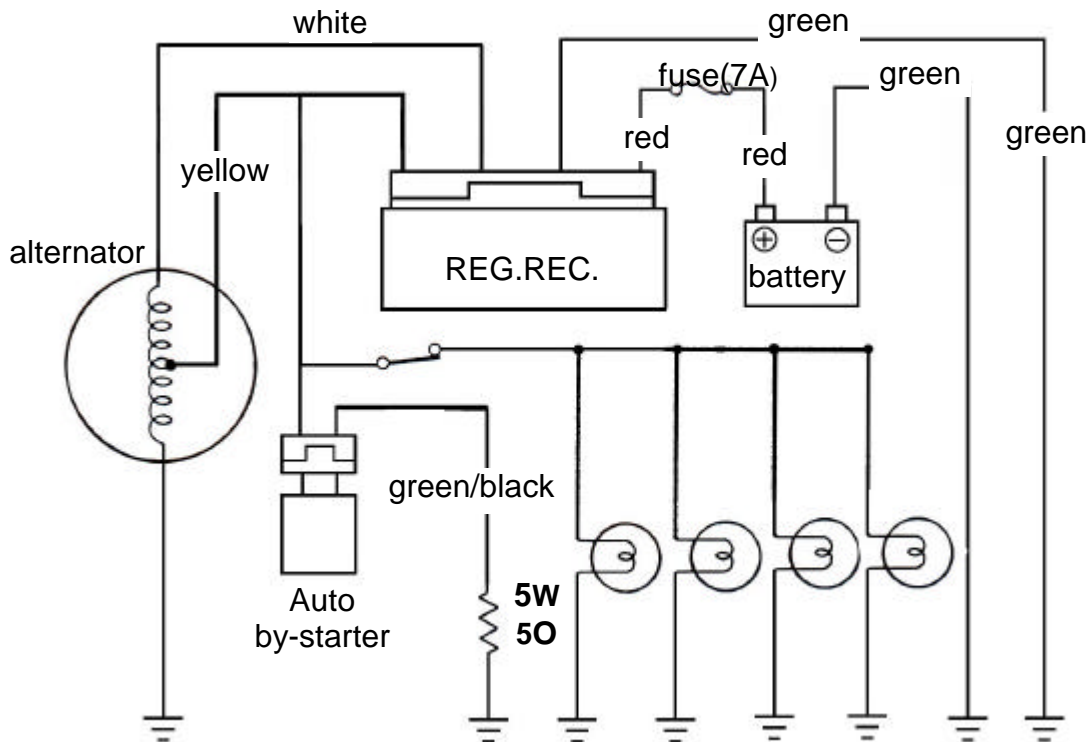 white
green
fuse(7A)
green
red
red
green
yellow
alternator
REG.REC.
battery
green/black
Auto
by-starter
5W
5O